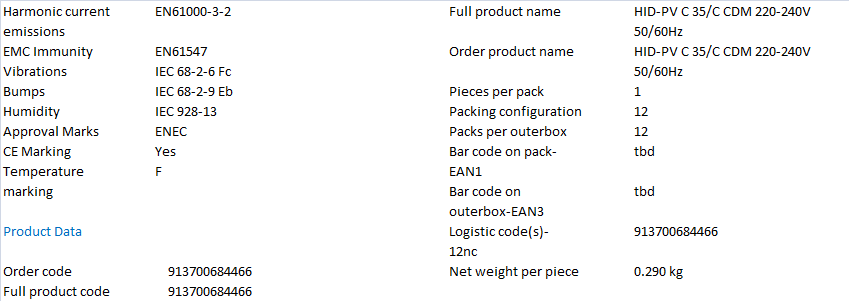 Harmonic current EN61000-3-2
emissions
EMC Immunity EN61547
Vibrations IEC 68-2-6 Fc
Bumps IEC 68-2-9 Eb
Humidity IEC 928-13
Approval Marks ENEC
CE Marking Yes
Temperature F
marking
Product Data
Order code 913700684466
Full product code 913700684466
Full product name HID-PV C 35/C CDM 220-240V
50/60Hz
Order product name HID-PV C 35/C CDM 220-240V
50/60Hz
Pieces per pack 1
Packing configuration 12
Packs per outerbox 12
Bar code on pack- tbd
EAN1
Bar code on tbd
outerbox-EAN3
Logistic code(s)- 913700684466
12nc
Net weight per piece 0.290 kg